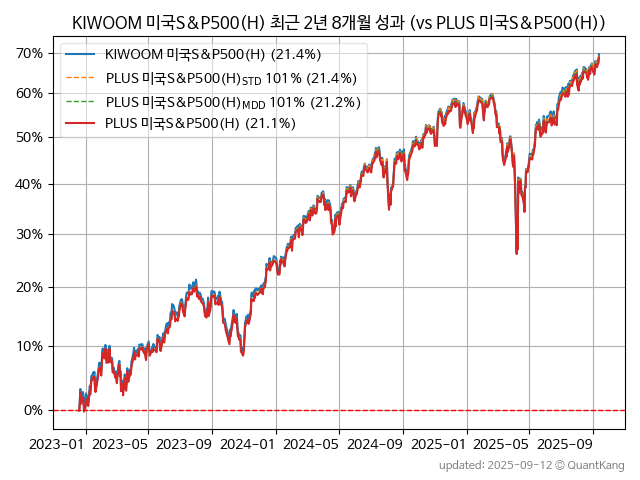 KIWOOM 미국S&P500(H) 최근 2년 8개월 성과 (vs PLUS 미국S&P500(H))
KIWOOM 미국S&P500(H) (21.4%)
PLUS 미국S&P500(H)STD 101% (21.4%)
PLUS 미국S&P500(H)MDD 101% (21.2%)
PLUS 미국S&P500(H) (21.1%)
70%
60%
50%
40%
30%
20%
10%
0%
2023-01 2023-05 2023-09 2024-01 2024-05 2024-09 2025-01 2025-05 2025-09
updated: 2025-09-12 © QuantKang